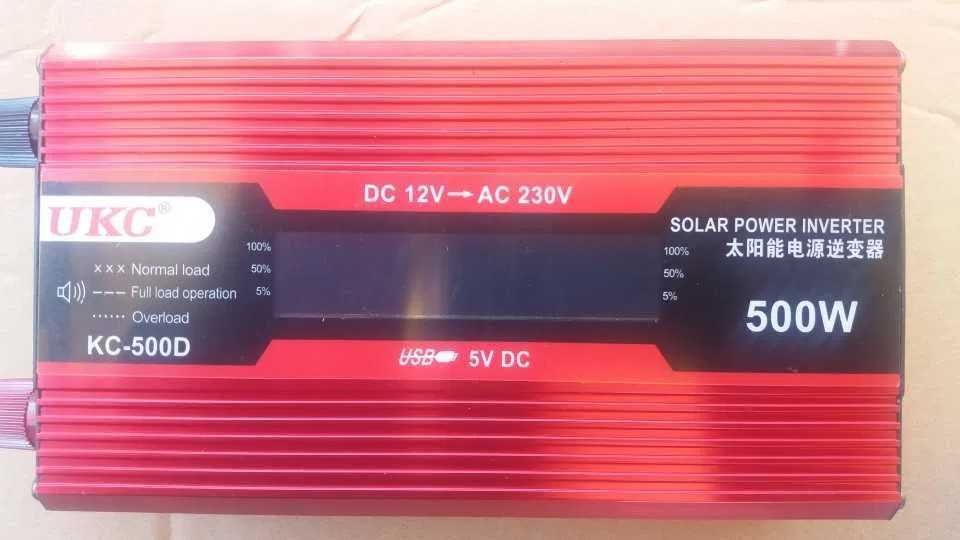 DC 12V→AC 230V
UKC®
SOLAR POWER INVERTER
太阳能电源逆变器
100%
50%
5%
100%
50%
5%
x x x Normal load
--- Full load operation
...... Overload
500W
KC-500D
USB 5V DC